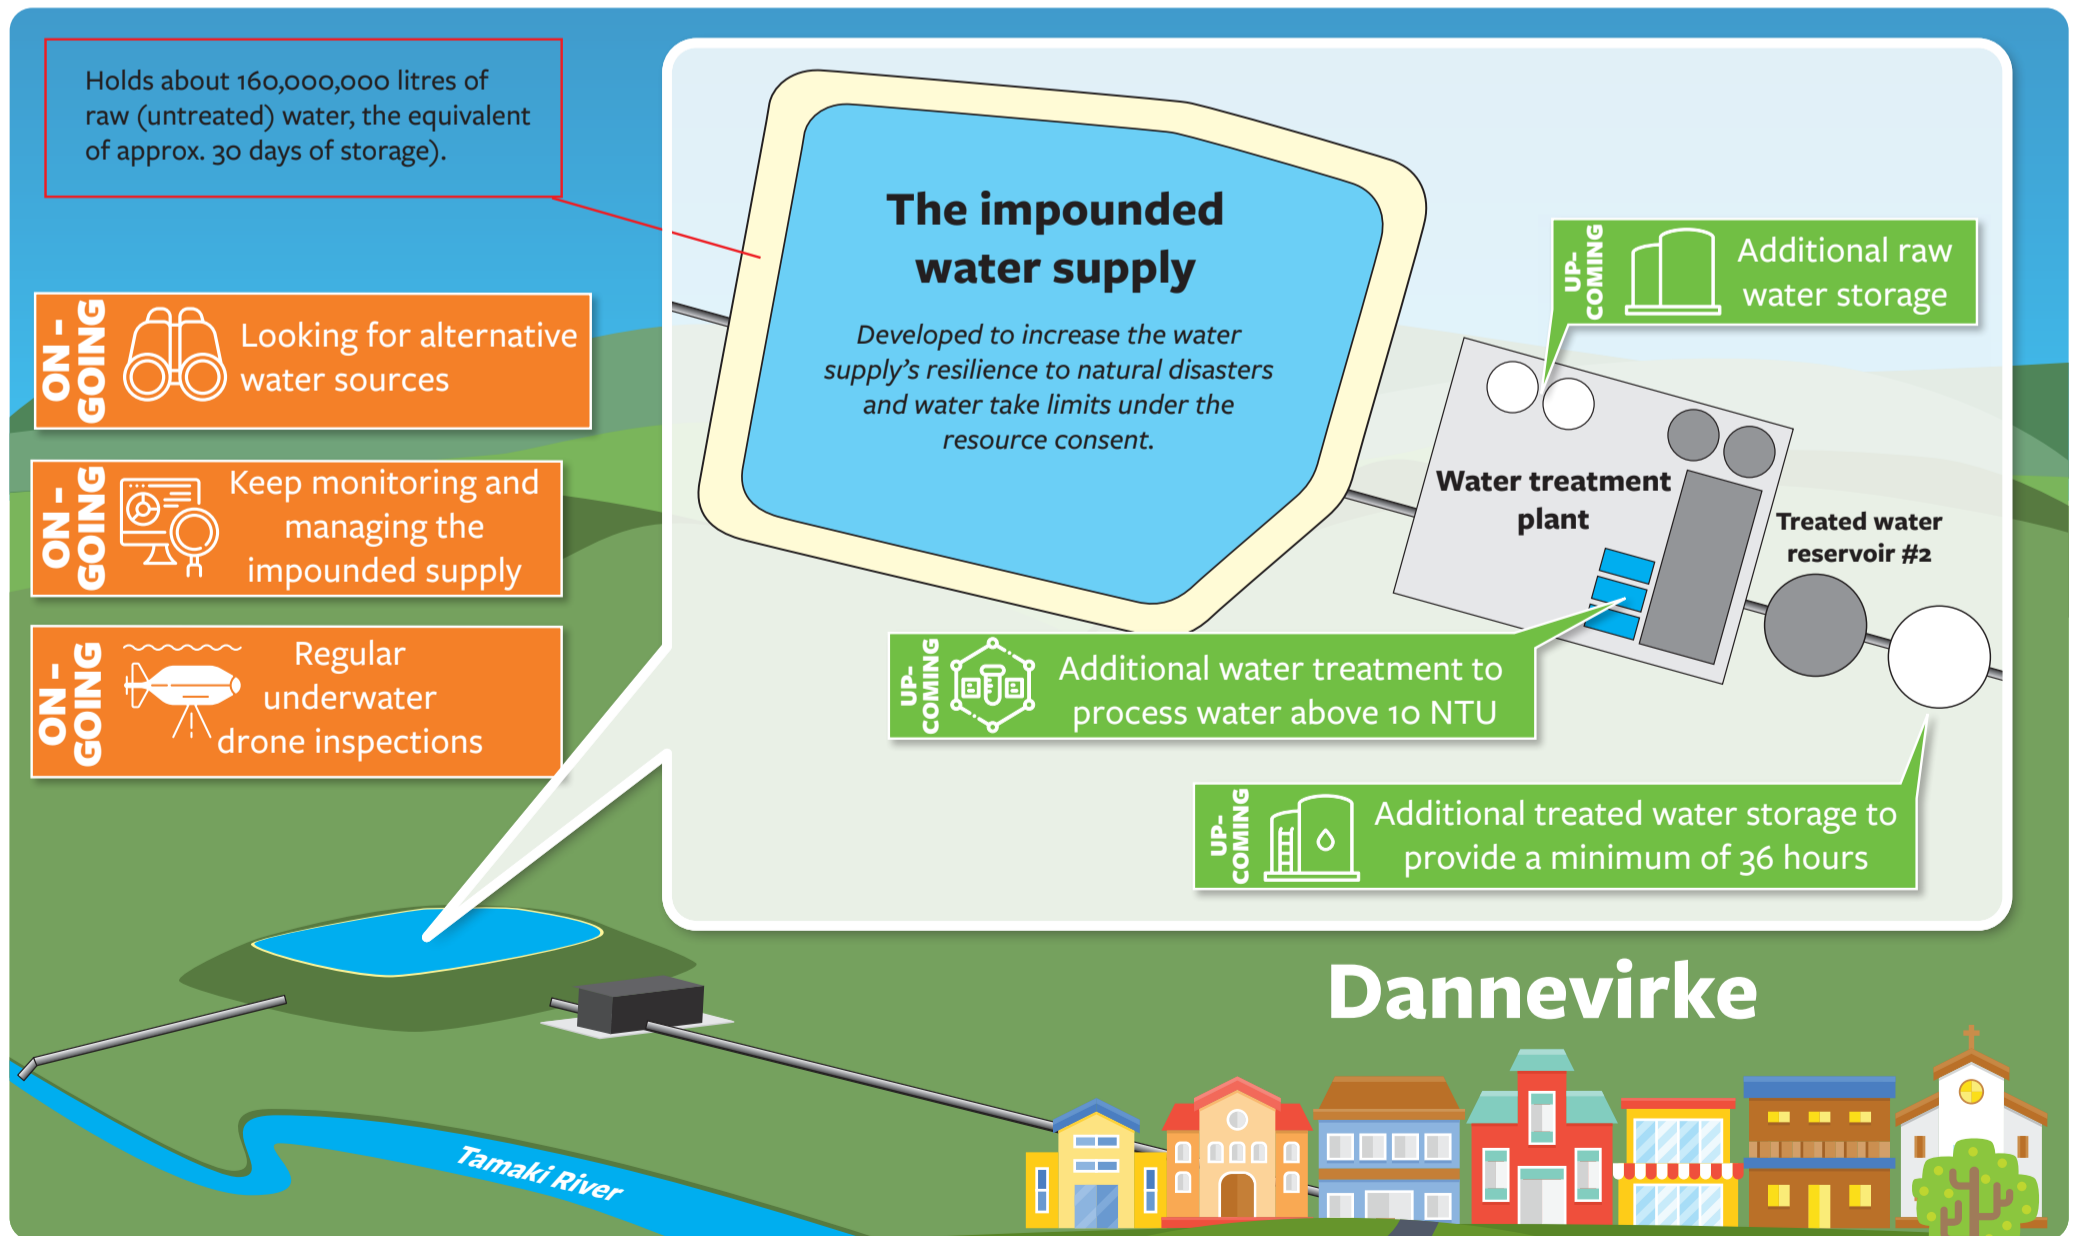 Holds about 160,000,000 litres of
raw (untreated) water, the equivalent
of approx. 30 days of storage).
The impounded
water supply
Developed to increase the water
supply's resilience to natural disasters
and water take limits under the
resource consent.
UP-
COMING
Additional raw
water storage
ON-
GOING
Looking for alternative
water sources
ON-
GOING
Keep monitoring and
managing the
impounded supply
ON-
GOING
Regular
underwater
drone inspections
Water treatment
plant
Treated water
reservoir #2
UP-
COMING
Additional water treatment to
process water above 10 NTU
UP-
COMING
Additional treated water storage to
provide a minimum of 36 hours
Dannevirke
Tamaki River